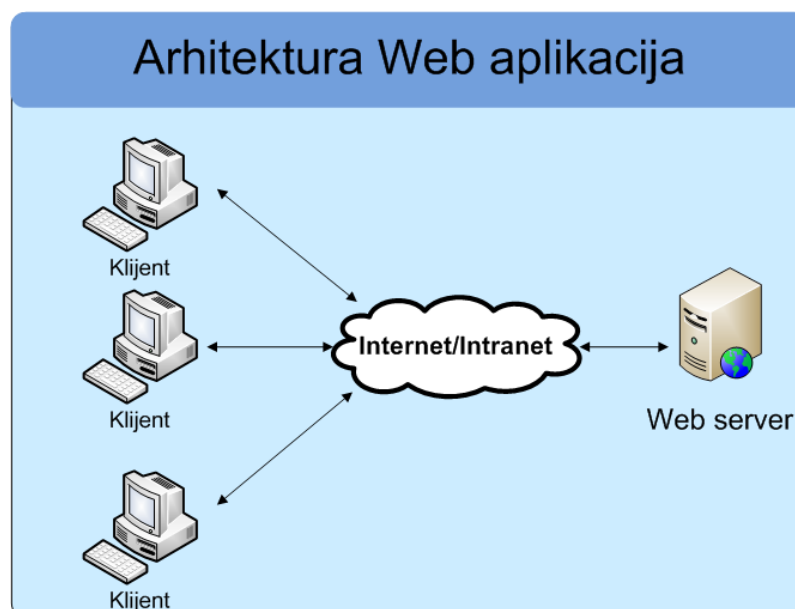 Arhitektura Web aplikacija
Klijent
Internet/Intranet
Klijent
Web server
Klijent